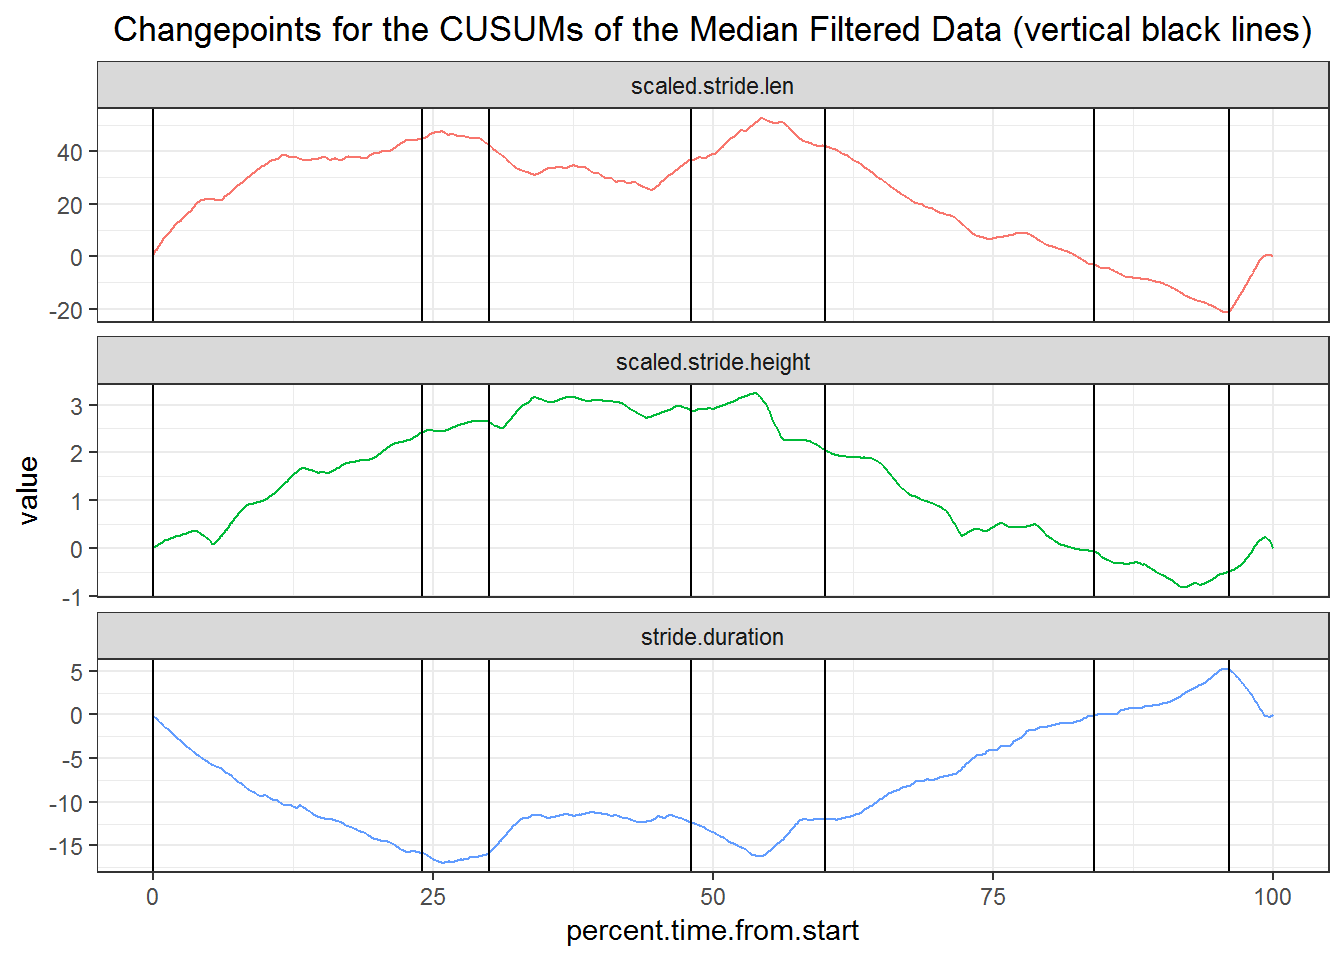 Changepoints for the CUSUMs of the Median Filtered Data (vertical black lines)
scaled.stride.len
40
20
0
-20
scaled.stride.height
3
2
1
0
-1
value
stride.duration
5
0
-5
-10
-15
0 25 50 75 100
percent.time.from.start